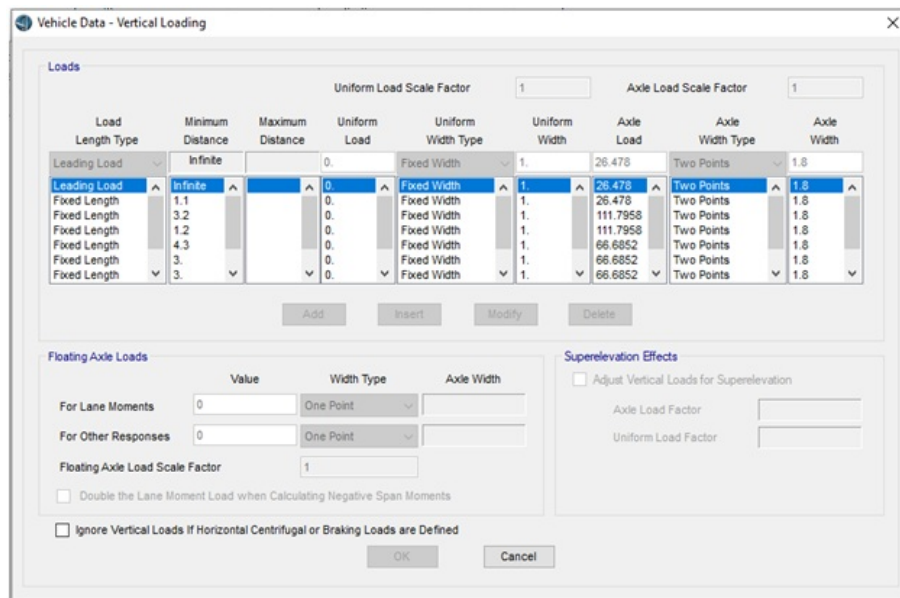 Vehicle Data - Vertical Loading
Loads
Uniform Load Scale Factor 1 Axle Load Scale Factor 1
Load Minimum Maximum Uniform Uniform Uniform Axle Axle Axle
Length Type Distance Distance Load Width Type Width Load Width Type Width
Leading Load Infinite 0. Fixed Width 1. 26.478 Two Points 1.8
Leading Load Infinite 0. Fixed Width 1. 26.478 Two Points 1.8
Fixed Length 1.1 0. Fixed Width 1. 26.478 Two Points 1.8
Fixed Length 3.2 0. Fixed Width 1. 111.7958 Two Points 1.8
Fixed Length 1.2 0. Fixed Width 1. 111.7958 Two Points 1.8
Fixed Length 4.3 0. Fixed Width 1. 66.6852 Two Points 1.8
Fixed Length 3. 0. Fixed Width 1. 66.6852 Two Points 1.8
Fixed Length 3. 0. Fixed Width 1. 66.6852 Two Points 1.8
Add Insert Modify Delete
Floating Axle Loads
Value Width Type Axle Width
For Lane Moments 0 One Point
For Other Responses 0 One Point
Floating Axle Load Scale Factor 1
Double the Lane Moment Load when Calculating Negative Span Moments
Superelevation Effects
Adjust Vertical Loads for Superelevation
Axle Load Factor
Uniform Load Factor
Ignore Vertical Loads If Horizontal Centrifugal or Braking Loads are Defined
OK Cancel